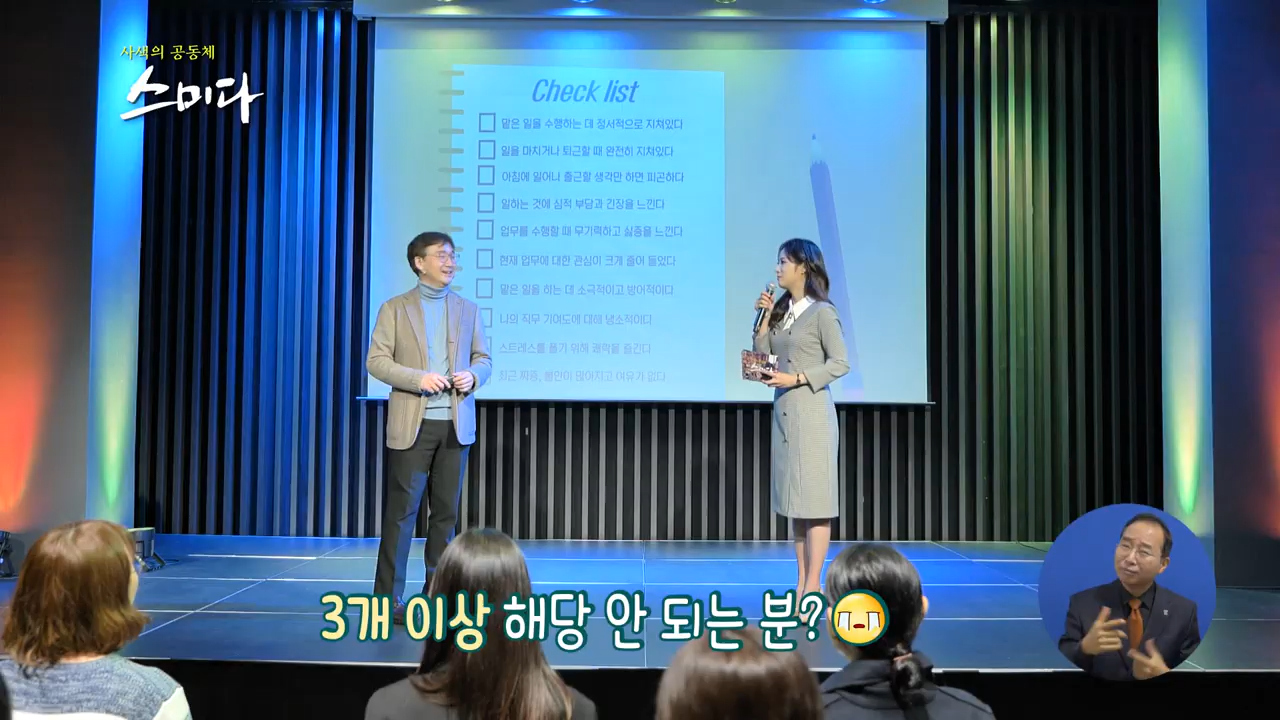 사색의 공동체
스미다
Check list
맡은 일을 수행하는 데 정서적으로 지쳐있다
일을 마치거나 퇴근할 때 완전히 지쳐있다
아침에 일어나 출근할 생각만 하면 피곤하다
일하는 것에 심적 부담과 긴장을 느낀다
업무를 수행할 때 무기력하고 싫증을 느낀다
현재 업무에 대한 관심이 크게 줄어 들었다
맡은 일을 하는 데 소극적이고 방어적이다
나의 직무 기여도에 대해 냉소적이다
스트레스를 풀기 위해 쾌락을 즐긴다
최근 짜증, 불안이 많아지고 여유가 없다
3개 이상 해당 안 되는 분?